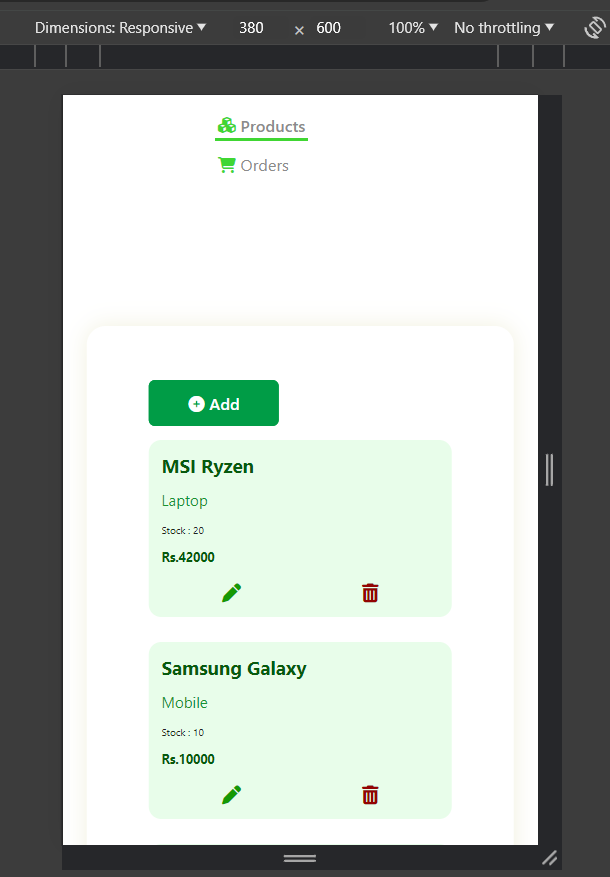 Dimensions: Responsive 380 × 600 100% No throttling
Products
Orders
Add
MSI Ryzen
Laptop
Stock : 20
Rs.42000
Samsung Galaxy
Mobile
Stock : 10
Rs.10000